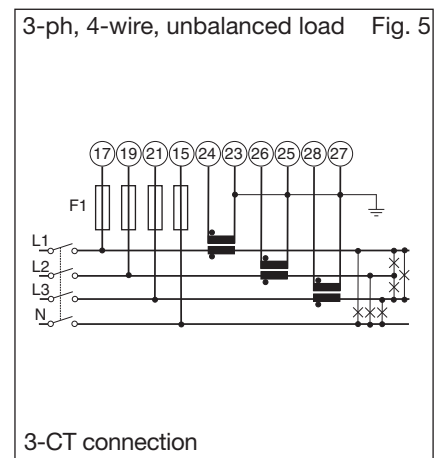 3-ph, 4-wire, unbalanced load Fig. 5
17 19 21 15 24 23 26 25 28 27
F1
L1
L2
L3
N
3-CT connection